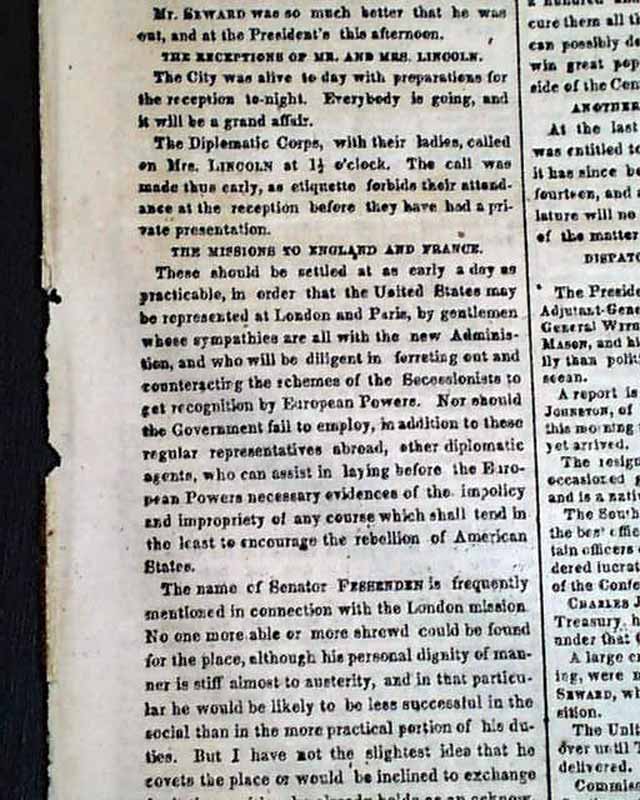 Mr. SEWARD was so much better that he was
out, and at the President's this afternoon.
THE RECEPTIONS OF MR. AND MRS. LINCOLN.
The City was alive to day with preparations for
the reception to-night. Everybody is going, and
it will be a grand affair.
The Diplomatic Corps, with their ladies, called
on Mrs. LINCOLN at 1½ o'clock. The call was
made thus early, as etiquette forbids their attend-
ance at the reception before they have had a pri-
vate presentation.
THE MISSIONS TO ENGLAND AND FRANCE.
These should be settled at as early a day as
practicable, in order that the United States may
be represented at London and Paris, by gentlemen
whose sympathies are all with the new Adminis-
tion, and who will be diligent in ferreting out and
counteracting the schemes of the Secessionists to
get recognition by European Powers. Nor should
the Government fail to employ, in addition to these
regular representatives abroad, other diplomatic
agents, who can assist in laying before the Euro-
pean Powers necessary evidences of the impolicy
and impropriety of any course which shall tend in
the least to encourage the rebellion of American
States.
The name of Senator FESSENDEN is frequently
mentioned in connection with the London mission.
No one more able or more shrewd could be found
for the place, although his personal dignity of man-
ner is stiff almost to austerity, and in that particu-
lar he would be likely to be less successful in the
social than in the more practical portion of his du-
ties. But I have not the slightest idea that he
covets the place or would be inclined to exchange
cure them all
can possibly
win great pop
side of the Cen
ANOTHER
At the last
was entitled to
it has since be
fourteen, and
lature will no
of the matter
DISPATC
The Preside
Adjutant-Gene
General
MASON, and hi
lly than polit
ocean.
A report is
JOHNSTON, of
this morning
yet arrived.
The resign
occasioned
and is a nati
The South
the best offic
tain officers
dered lucrat
of the Confe
CHARLES J
Treasury, h
under that
A large cr
ing, were
SEWARD, wh
sition.
The Unit
over until T
delivered.
Commis